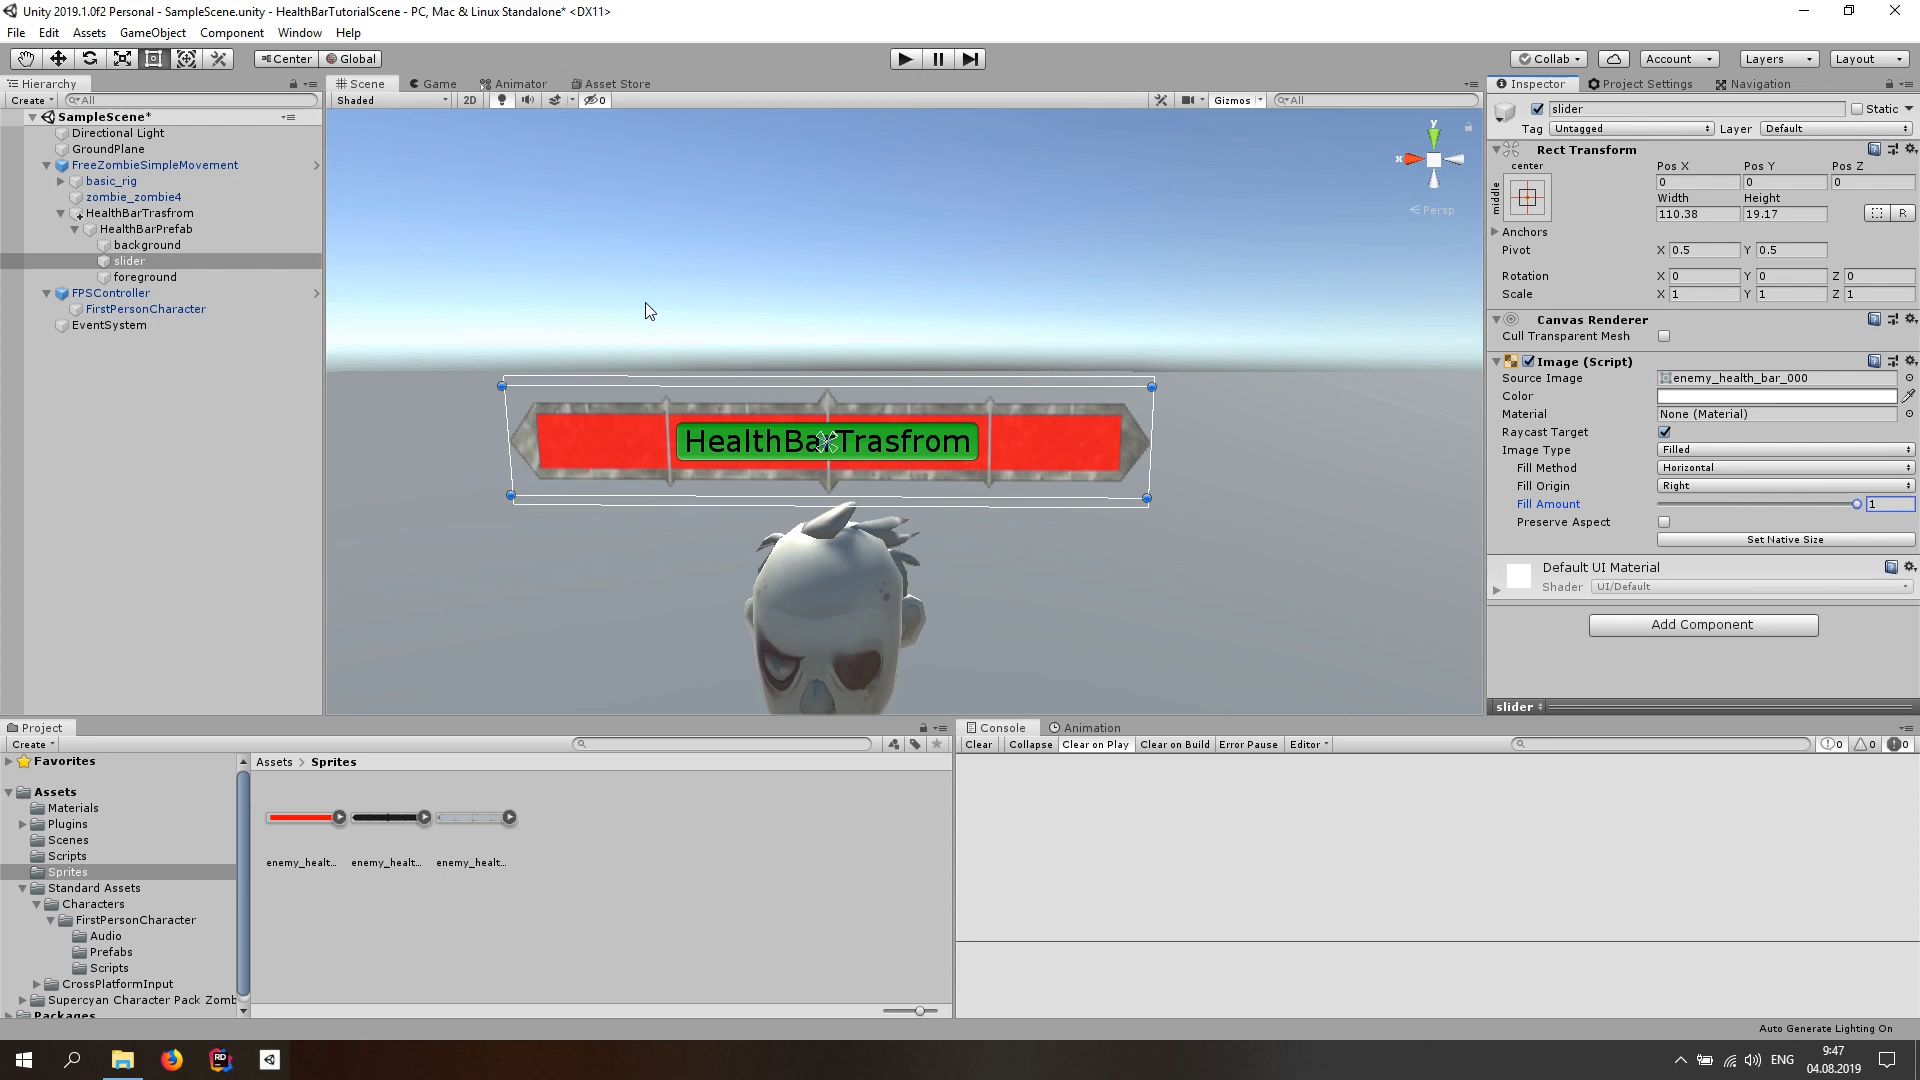 Unity 2019.1.0f2 Personal - SampleScene.unity - HealthBarTutorialScene - PC, Mac & Linux Standalone* <DX11>
File Edit Assets GameObject Component Window Help
Center Global Collab Account Layers Layout
Hierarchy
Create All
SampleScene*
Directional Light
GroundPlane
FreeZombieSimpleMovement
basic_rig
zombie_zombie4
HealthBarTrasfrom
HealthBarPrefab
background
slider
foreground
FPSController
FirstPersonCharacter
EventSystem
Scene Game Animator Asset Store
Shaded 2D 0 Gizmos All
y
x
Persp
HealthBarTrasfrom
Inspector Project Settings Navigation
slider Static
Tag Untagged Layer Default
Rect Transform
center Pos X Pos Y Pos Z
middle 0 0 0
Width Height
110.38 19.17 R
Anchors
Pivot X 0.5 Y 0.5
Rotation X 0 Y 0 Z 0
Scale X 1 Y 1 Z 1
Canvas Renderer
Cull Transparent Mesh
Image (Script)
Source Image enemy_health_bar_000
Color
Material None (Material)
Raycast Target
Image Type Filled
Fill Method Horizontal
Fill Origin Right
Fill Amount 1
Preserve Aspect
Set Native Size
Default UI Material
Shader UI/Default
Add Component
slider
Project
Create
Favorites
Assets
Materials
Plugins
Scenes
Scripts
Sprites
Standard Assets
Characters
FirstPersonCharacter
Audio
Prefabs
Scripts
CrossPlatformInput
Supercyan Character Pack Zomb
Packages
Assets > Sprites
enemy_healt... enemy_healt... enemy_healt...
Console Animation
Clear Collapse Clear on Play Clear on Build Error Pause Editor 0 0 0
Auto Generate Lighting On
RD
ENG 9:47
04.08.2019